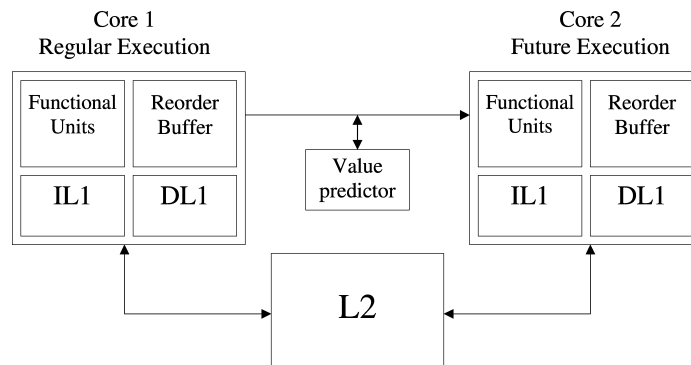 Core 1
Regular Execution
Core 2
Future Execution
Functional
Units
Reorder
Buffer
IL1
DL1
Value
predictor
Functional
Units
Reorder
Buffer
IL1
DL1
L2